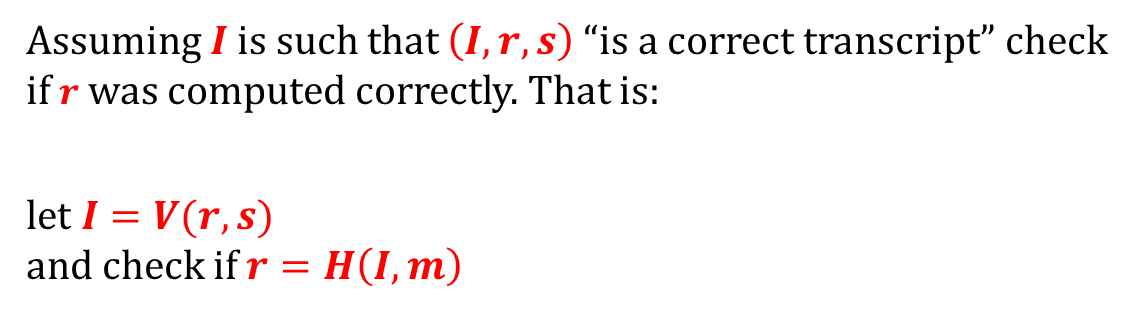 Assuming I is such that (I, r, s) “is a correct transcript” check
if r was computed correctly. That is:
let I = V(r, s)
and check if r = H(I, m)